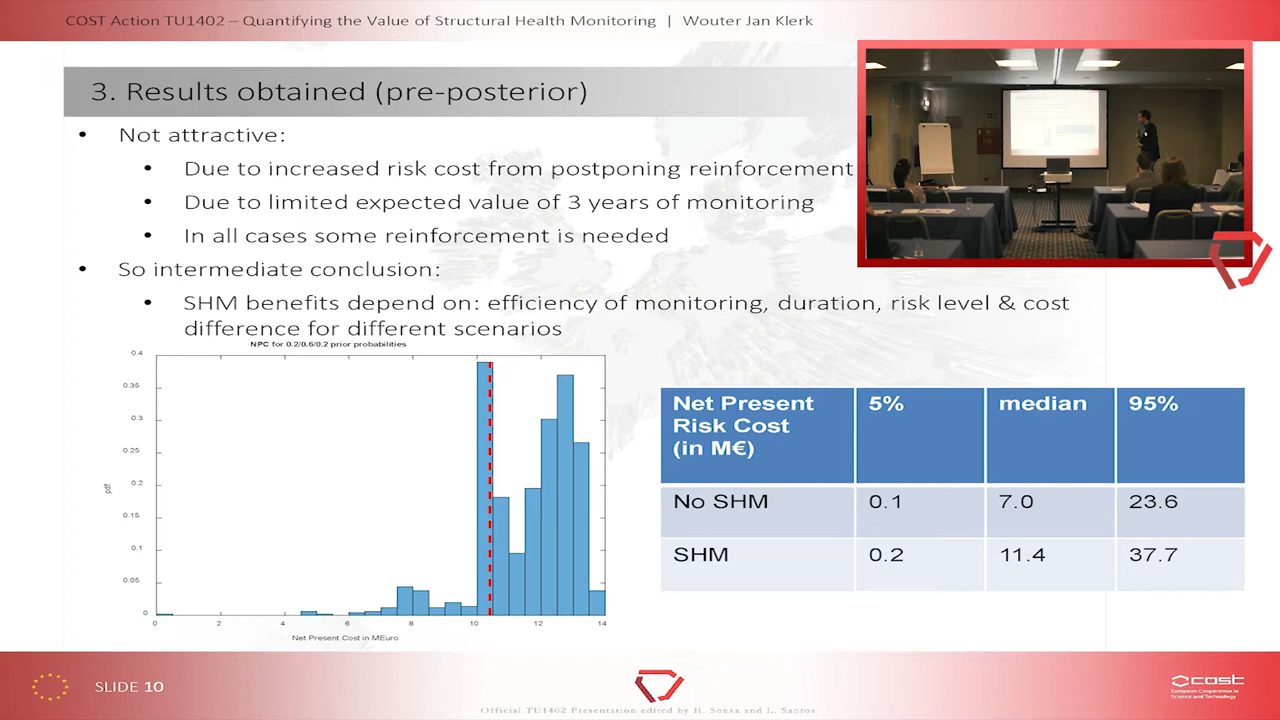 COST Action TU1402 – Quantifying the Value of Structural Health Monitoring | Wouter Jan Klerk
3. Results obtained (pre-posterior)
• Not attractive:
• Due to increased risk cost from postponing reinforcement
• Due to limited expected value of 3 years of monitoring
• In all cases some reinforcement is needed
• So intermediate conclusion:
• SHM benefits depend on: efficiency of monitoring, duration, risk level & cost
difference for different scenarios
NPC for 0.2/0.6/0.2 prior probabilities
0.4
0.35
0.3
0.25
0.2
0.15
0.1
0.05
0
pdf
0 2 4 6 8 10 12 14
Net Present Cost in MEuro
Net Present
Risk Cost
(in M€)
5% median 95%
No SHM 0.1 7.0 23.6
SHM 0.2 11.4 37.7
SLIDE 10
cost
European Cooperation in
Science and Technology
Official TU1402 Presentation edited by H. Sousa and L. Santos